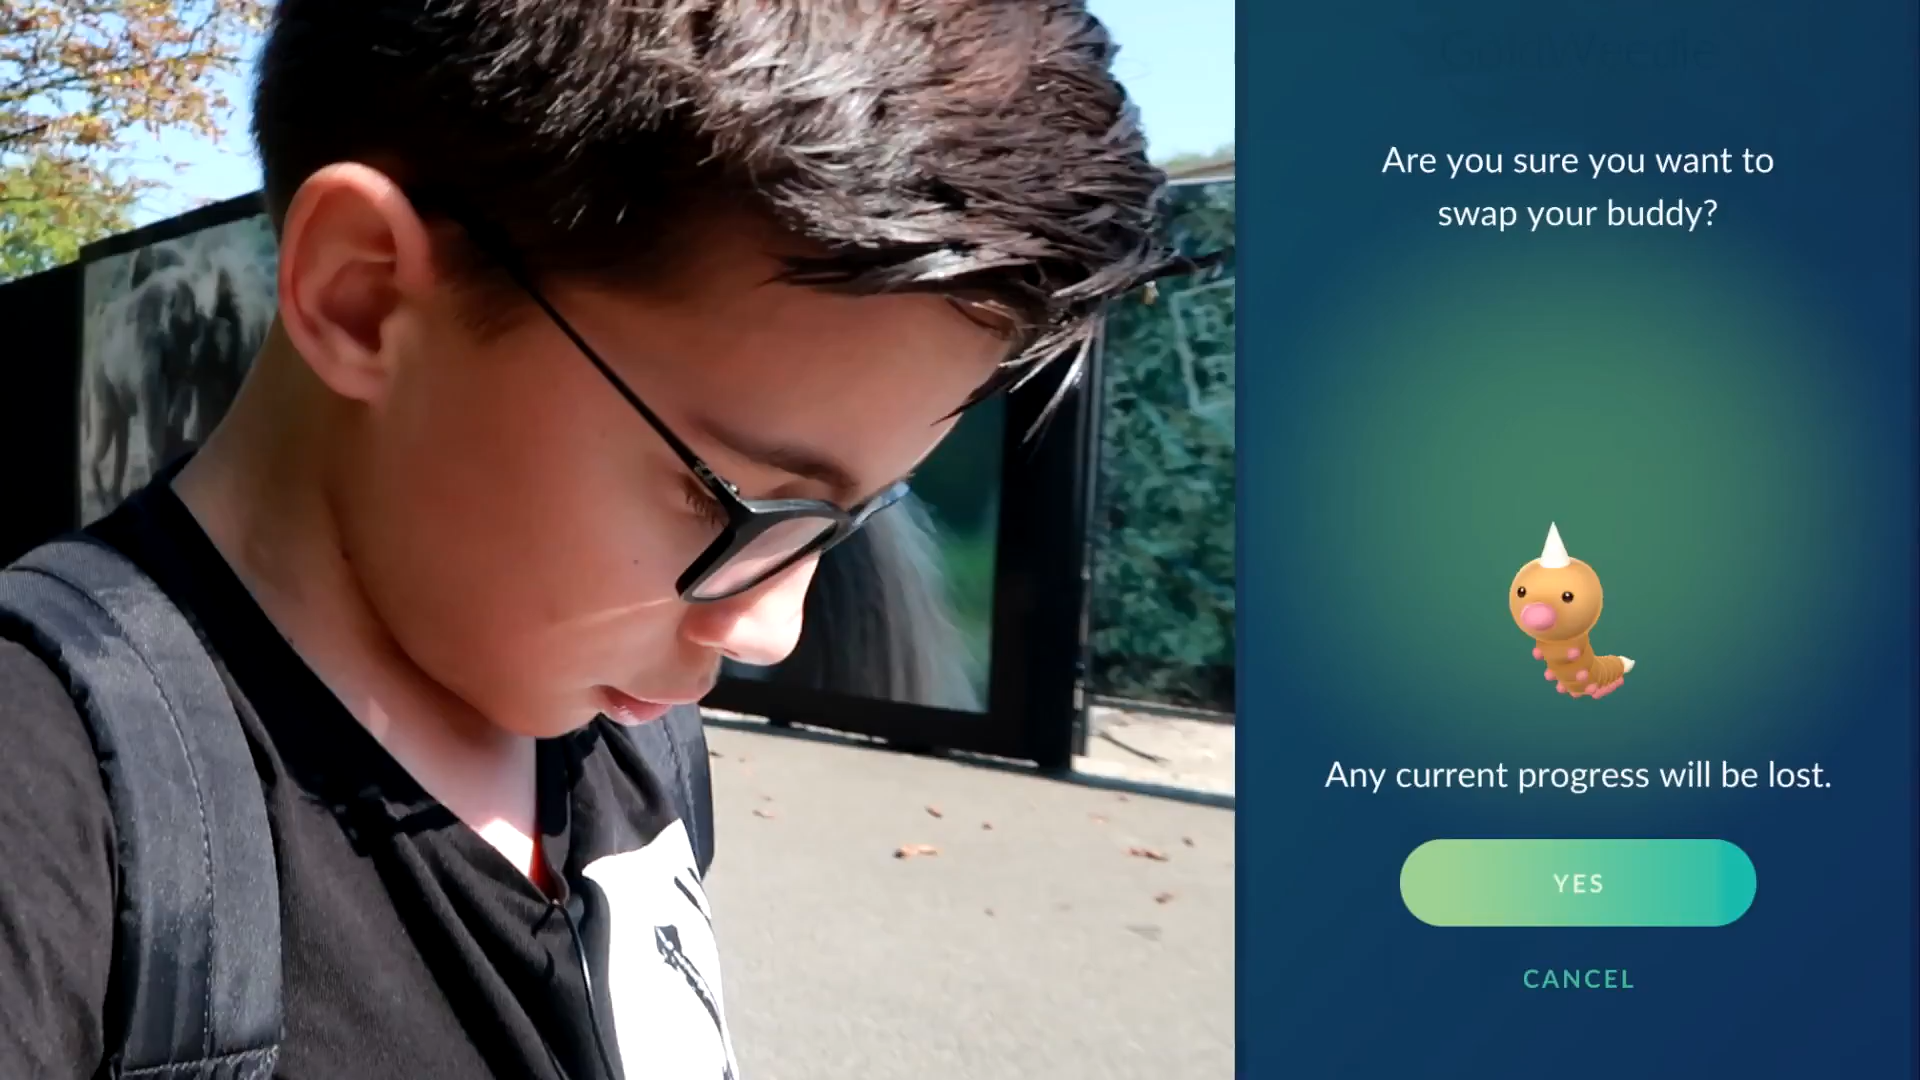 Are you sure you want to
swap your buddy?
Any current progress will be lost.
YES
CANCEL